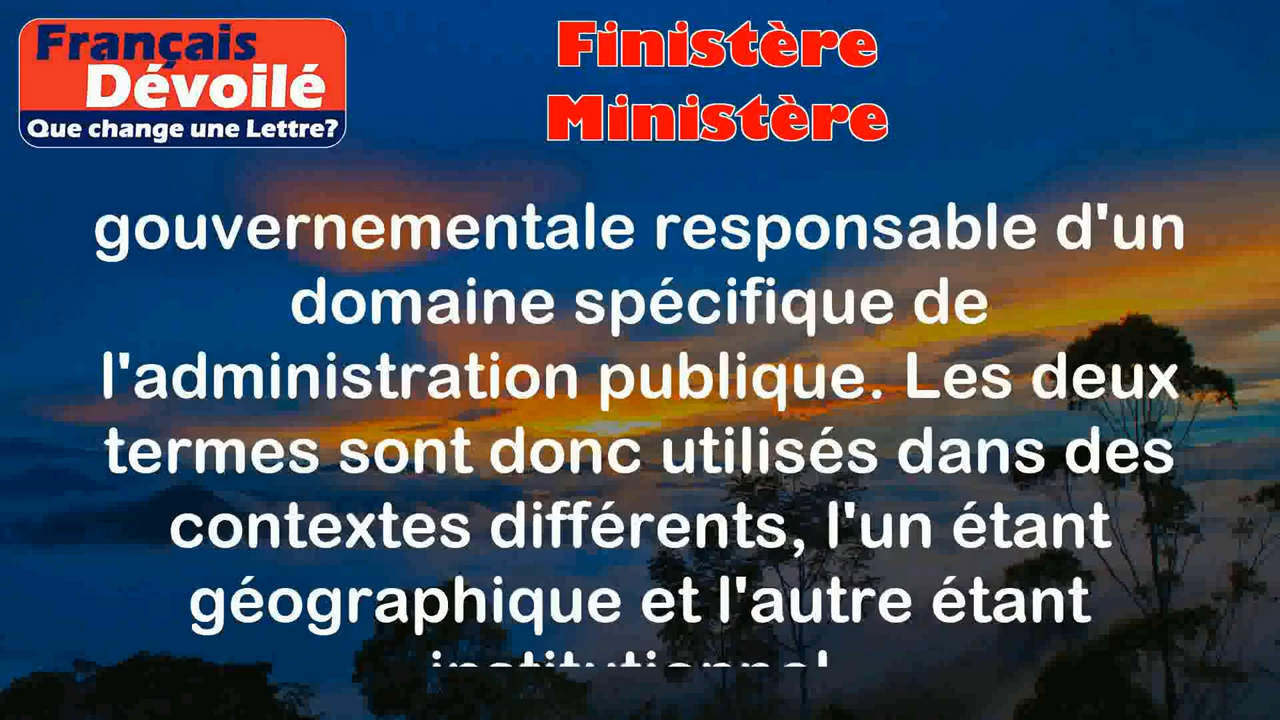 Français
Dévoilé
Que change une Lettre?
Finistère
Ministère
gouvernementale responsable d'un
domaine spécifique de
l'administration publique. Les deux
termes sont donc utilisés dans des
contextes différents, l'un étant
géographique et l'autre étant
institutionnel